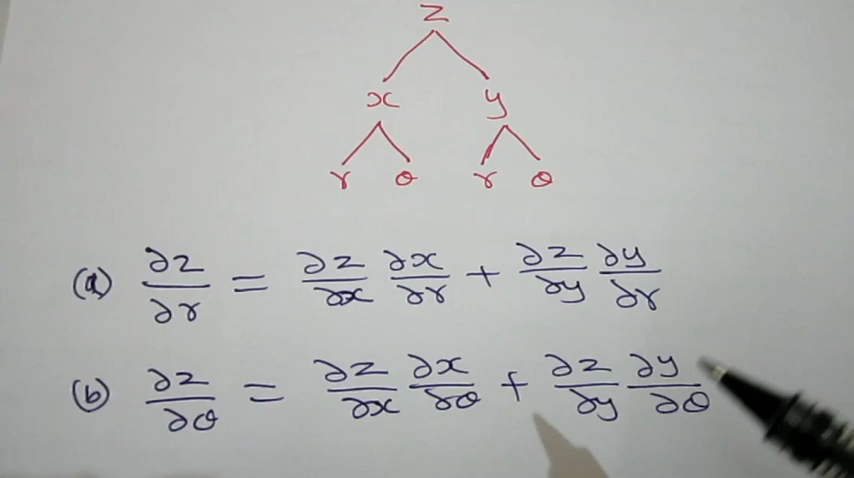 z
x y
r θ r θ
(a) ∂z/∂r = ∂z/∂x ∂x/∂r + ∂z/∂y ∂y/∂r
(b) ∂z/∂θ = ∂z/∂x ∂x/∂θ + ∂z/∂y ∂y/∂θ